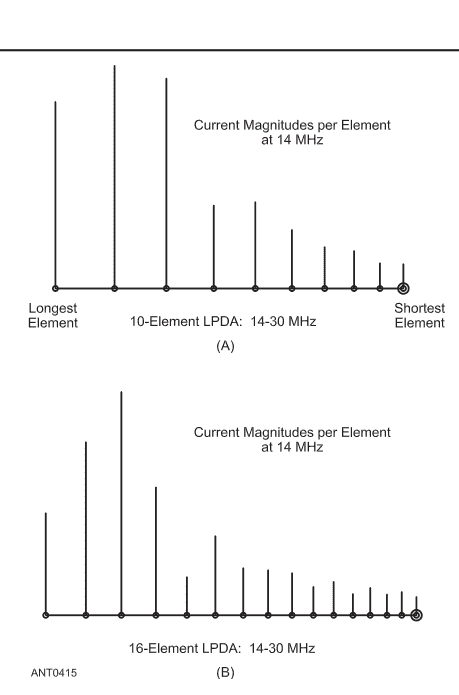 Current Magnitudes per Element
at 14 MHz
Longest
Element
Shortest
Element
10-Element LPDA: 14-30 MHz
(A)
Current Magnitudes per Element
at 14 MHz
16-Element LPDA: 14-30 MHz
ANT0415
(B)